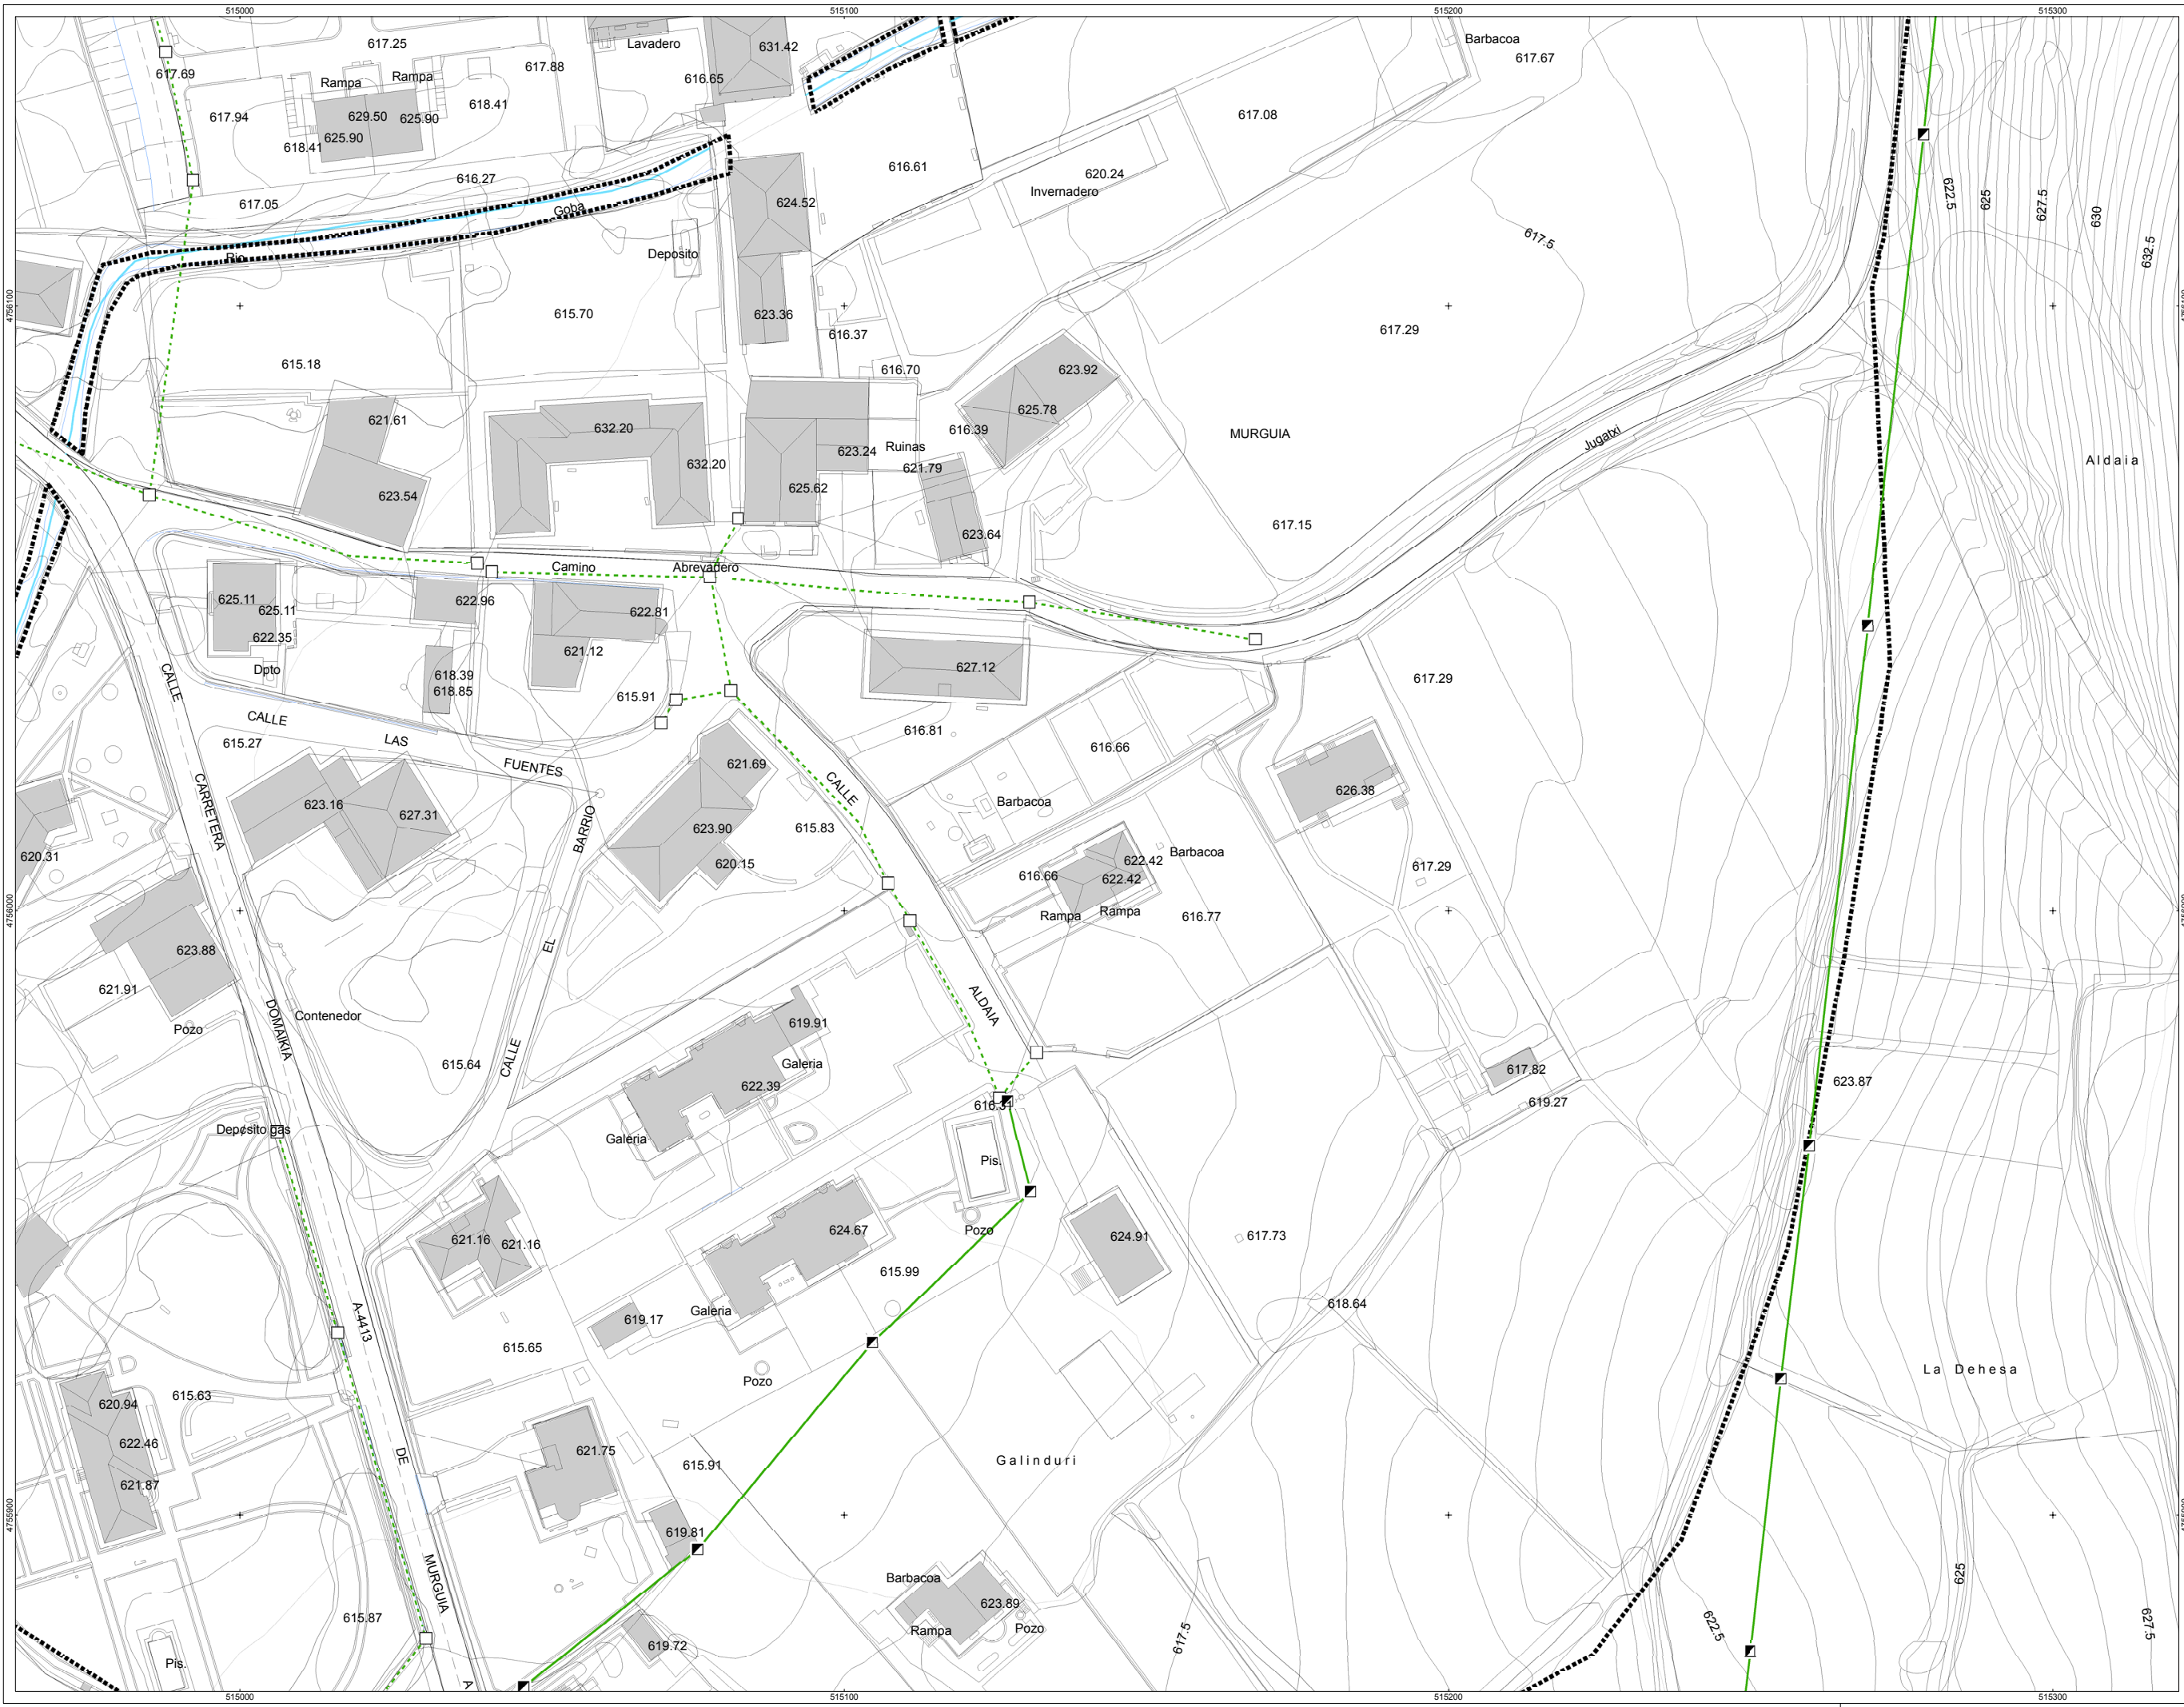 515000 515100 515200 515300
617.25
Lavadero
631.42
Barbacoa
617.67
617.69
Rampa
Rampa
617.88
616.65
617.94
629.50
625.90
625.90
618.41
618.41
617.08
616.61
620.24
Invernadero
616.27
617.05
Goba
624.52
622.5
625
627.5
630
632.5
617.5
Rio
Deposito
4756100
615.70
623.36
616.37
617.29
615.18
616.70
623.92
621.61
632.20
625.78
616.39
MURGUIA
Jugatxi
Aldaia
632.20
623.24
Ruinas
621.79
623.54
625.62
623.64
617.15
Camino
Abrevadero
625.11
625.11
622.96
622.81
622.35
621.12
Dpto
618.39
618.85
615.91
627.12
617.29
CALLE
CALLE
LAS
FUENTES
615.27
616.81
616.66
621.69
CALLE
626.38
CARRETERA
623.16
627.31
BARRIO
623.90
615.83
Barbacoa
620.31
620.15
622.42
622.42
Barbacoa
616.66
617.29
4756000
Rampa
Rampa
616.77
623.88
EL
621.91
Pozo
DOMAIKIA
Contenedor
ALDAIA
619.91
Galeria
615.64
CALLE
622.39
617.82
623.87
616.31
619.27
Deposito gas
Galeria
Pis.
621.16
621.16
624.67
Pozo
624.91
617.73
615.99
A-4413
619.17
Galeria
618.64
615.65
Pozo
La Dehesa
615.63
620.94
622.46
621.87
DE
621.75
615.91
Galinduri
4755900
619.81
MURGUIA
Barbacoa
623.89
625
615.87
Rampa
Pozo
619.72
617.5
622.5
627.5
Pis.
A
515000 515100 515200 515300